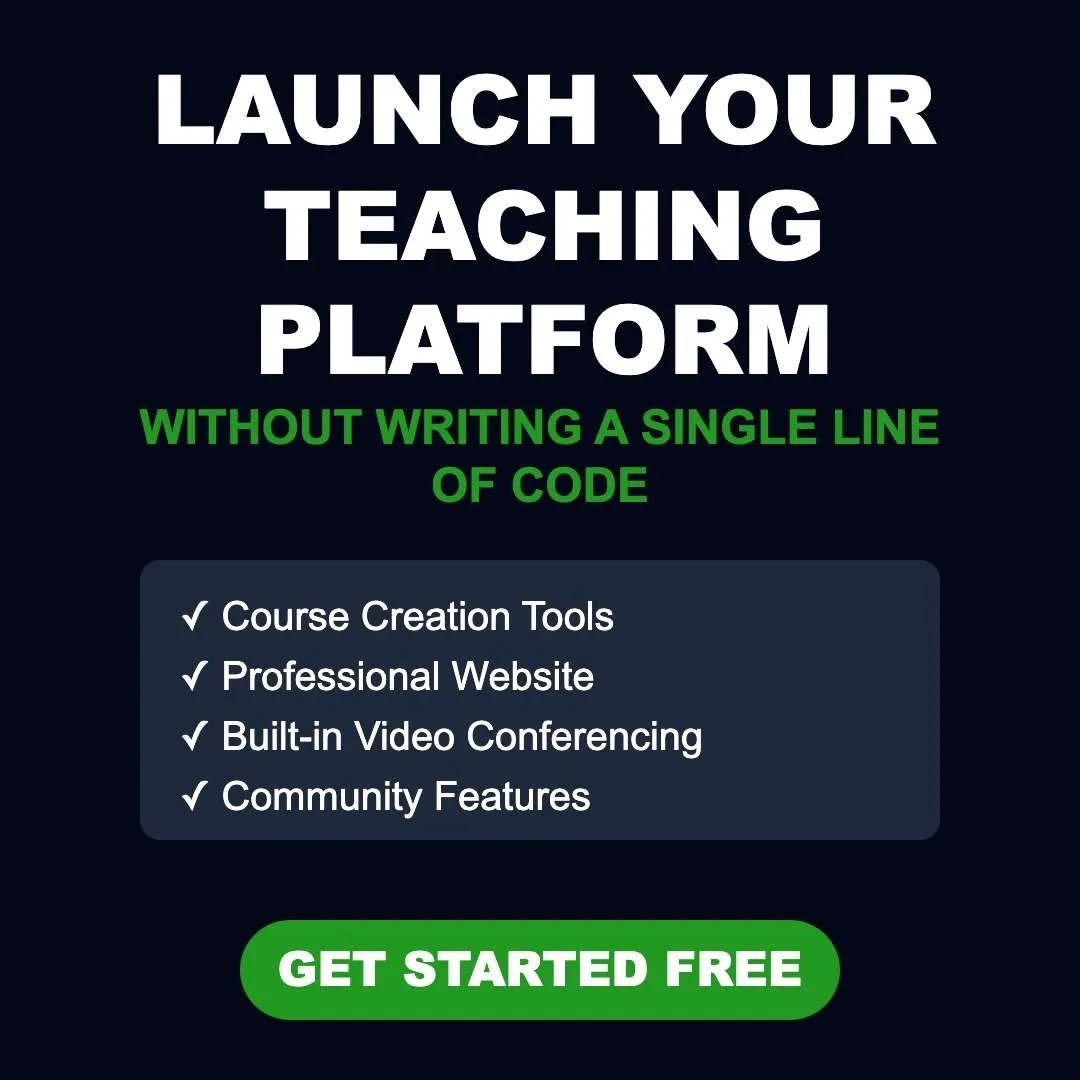 LAUNCH YOUR
TEACHING
PLATFORM
WITHOUT WRITING A SINGLE LINE
OF CODE
✓ Course Creation Tools
✓ Professional Website
✓ Built-in Video Conferencing
✓ Community Features
GET STARTED FREE